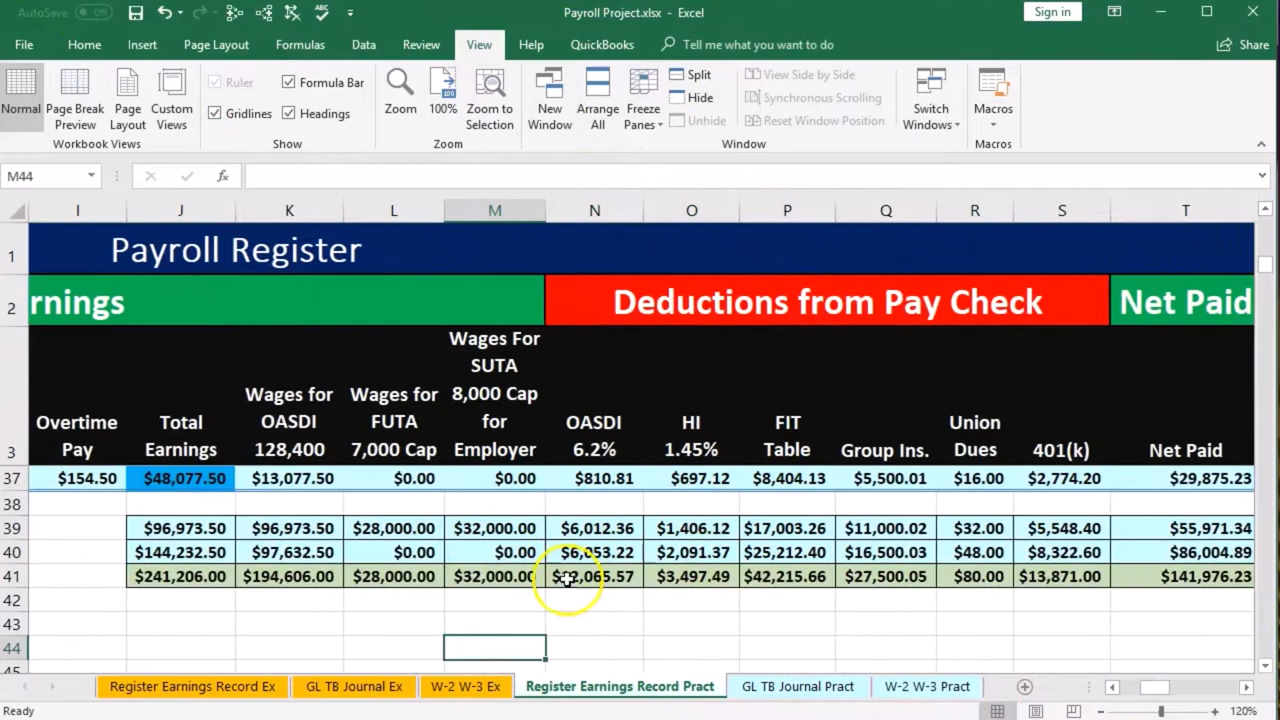 AutoSave Off Payroll Project.xlsx - Excel Sign in
File Home Insert Page Layout Formulas Data Review View Help QuickBooks Tell me what you want to do Share
Normal Page Break Preview Page Layout Custom Views
Workbook Views
Ruler Formula Bar
Gridlines Headings
Show
Zoom 100% Zoom to Selection
Zoom
New Window Arrange All Freeze Panes
Split
Hide
Unhide
View Side by Side
Synchronous Scrolling
Reset Window Position
Switch Windows
Window
Macros
Macros
M44 fx
I J K L M N O P Q R S T
1 Payroll Register
2 rnings Deductions from Pay Check Net Paid
3 Overtime Pay Total Earnings Wages for OASDI 128,400 Wages for FUTA 7,000 Cap Wages For SUTA 8,000 Cap for Employer OASDI 6.2% HI 1.45% FIT Table Group Ins. Union Dues 401(k) Net Paid
37 $154.50 $48,077.50 $13,077.50 $0.00 $0.00 $810.81 $697.12 $8,404.13 $5,500.01 $16.00 $2,774.20 $29,875.23
38
39 $96,973.50 $96,973.50 $28,000.00 $32,000.00 $6,012.36 $1,406.12 $17,003.26 $11,000.02 $32.00 $5,548.40 $55,971.34
40 $144,232.50 $97,632.50 $0.00 $0.00 $6,053.22 $2,091.37 $25,212.40 $16,500.03 $48.00 $8,322.60 $86,004.89
41 $241,206.00 $194,606.00 $28,000.00 $32,000.00 $3,497.49 $42,215.66 $27,500.05 $80.00 $13,871.00 $141,976.23
42
43
44
45
Register Earnings Record Ex GL TB Journal Ex W-2 W-3 Ex Register Earnings Record Pract GL TB Journal Pract W-2 W-3 Pract
Ready 120%